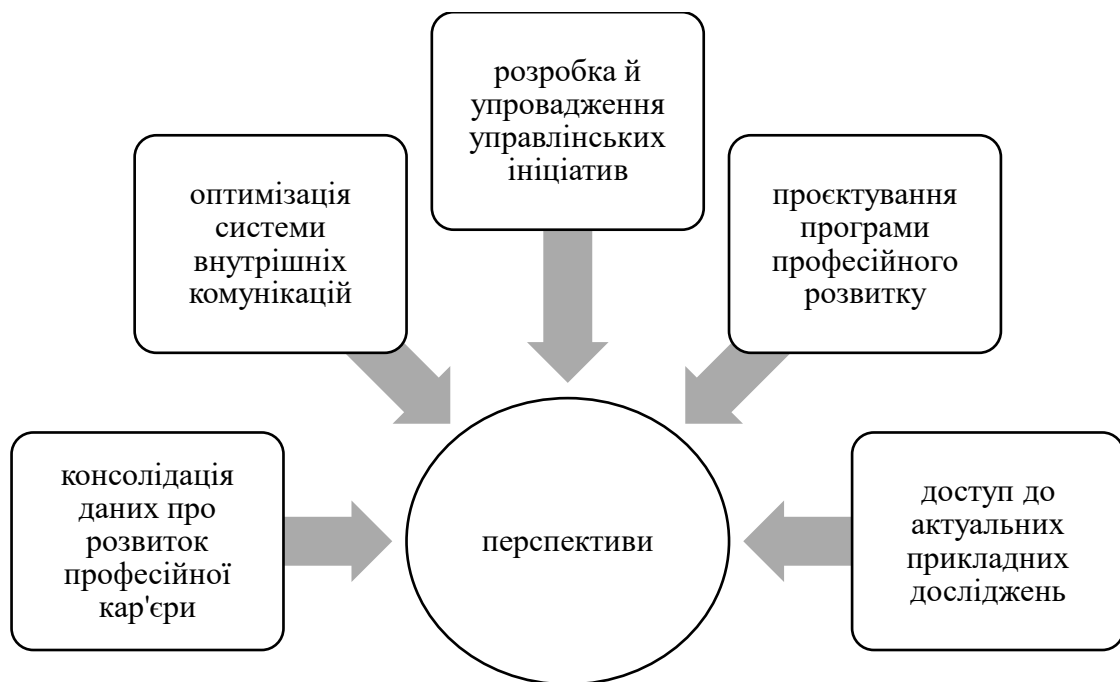 розробка й
упровадження
управлінських
ініціатив
оптимізація
системи
внутрішніх
комунікацій
проєктування
програми
професійного
розвитку
консолідація
даних про
розвиток
професійної
кар'єри
перспективи
доступ до
актуальних
прикладних
досліджень